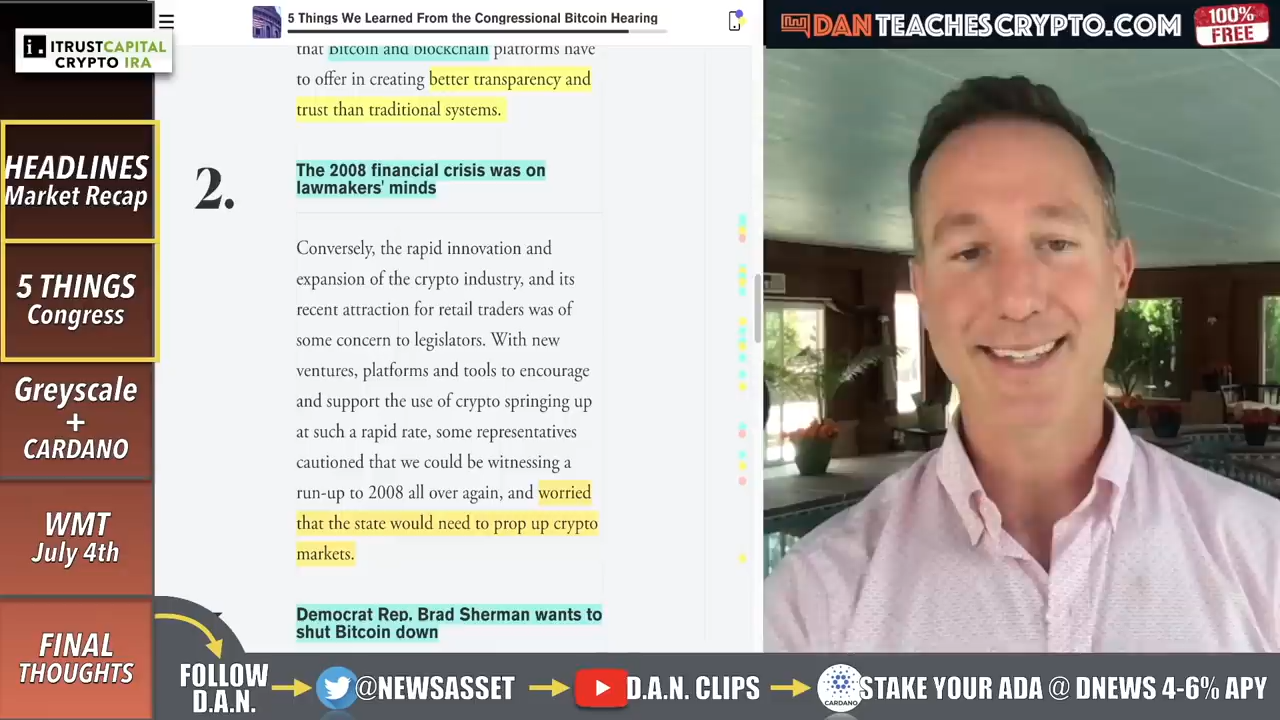 5 Things We Learned From the Congressional Bitcoin Hearing
DANTEACHESCRYPTO.COM
100%
FREE
ITRUSTCAPITAL
CRYPTO IRA
HEADLINES
Market Recap
5 THINGS
Congress
Greyscale
+
CARDANO
WMT
July 4th
FINAL
THOUGHTS
that Bitcoin and blockchain platforms have
to offer in creating better transparency and
trust than traditional systems.
2.
The 2008 financial crisis was on
lawmakers' minds
Conversely, the rapid innovation and
expansion of the crypto industry, and its
recent attraction for retail traders was of
some concern to legislators. With new
ventures, platforms and tools to encourage
and support the use of crypto springing up
at such a rapid rate, some representatives
cautioned that we could be witnessing a
run-up to 2008 all over again, and worried
that the state would need to prop up crypto
markets.
Democrat Rep. Brad Sherman wants to
shut Bitcoin down
FOLLOW
D.A.N.
@NEWSASSET
D.A.N. CLIPS
CARDANO
STAKE YOUR ADA @ DNEWS 4-6% APY